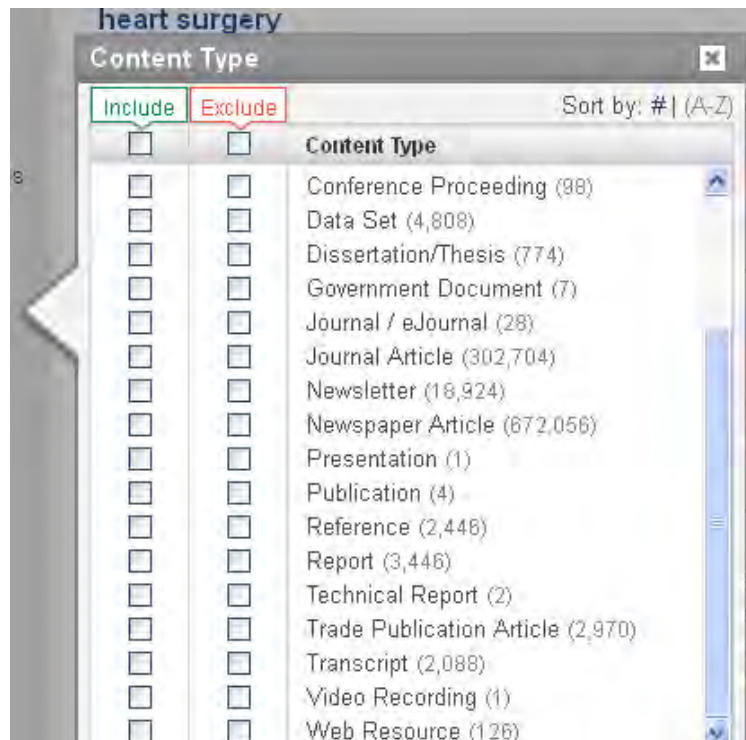 heart surgery
Content Type
Include Exclude Sort by: # | (A-Z)
Content Type
s
Conference Proceeding (98)
Data Set (4,808)
Dissertation/Thesis (774)
Government Document (7)
Journal / eJournal (28)
Journal Article (302,704)
Newsletter (18,924)
Newspaper Article (672,056)
Presentation (1)
Publication (4)
Reference (2,446)
Report (3,446)
Technical Report (2)
Trade Publication Article (2,970)
Transcript (2,088)
Video Recording (1)
Web Resource (126)